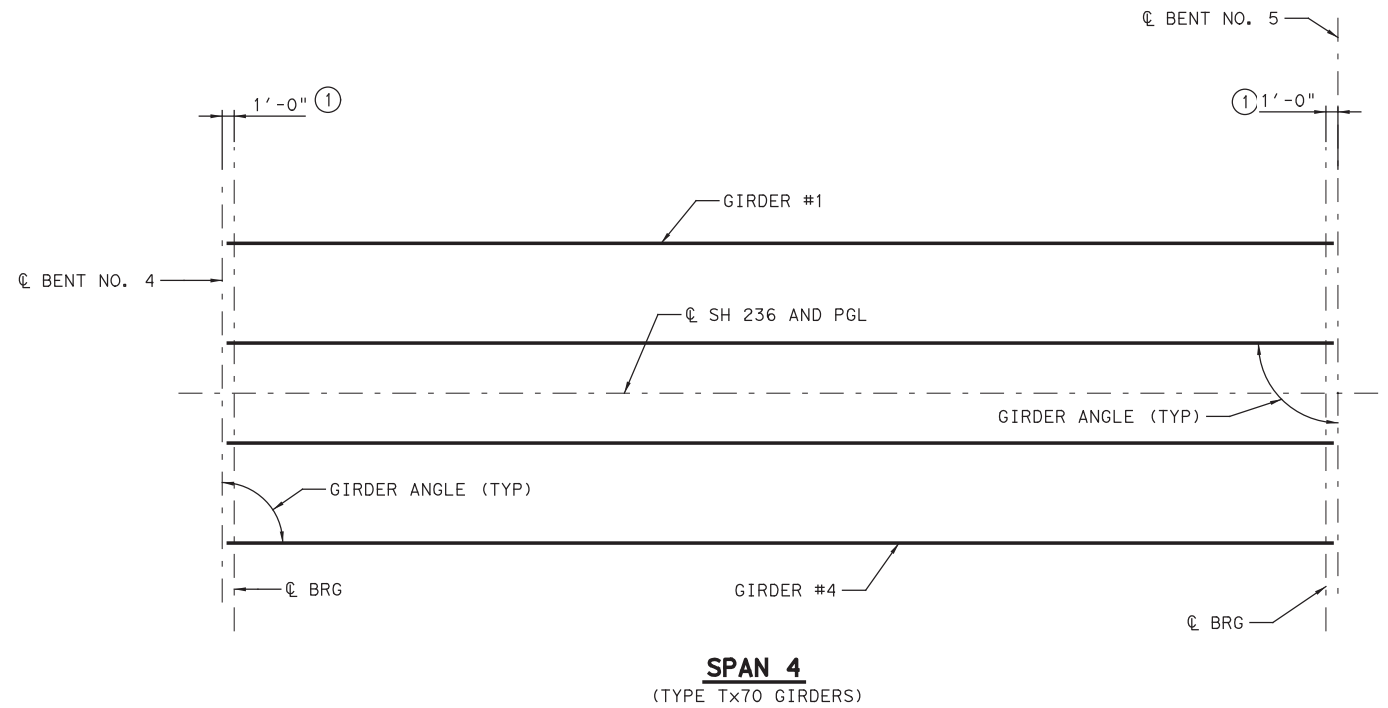 ℄ BENT NO. 5
1'-0" ①
① 1'-0"
GIRDER #1
℄ BENT NO. 4
℄ SH 236 AND PGL
GIRDER ANGLE (TYP)
GIRDER ANGLE (TYP)
℄ BRG
GIRDER #4
℄ BRG
SPAN 4
(TYPE Tx70 GIRDERS)